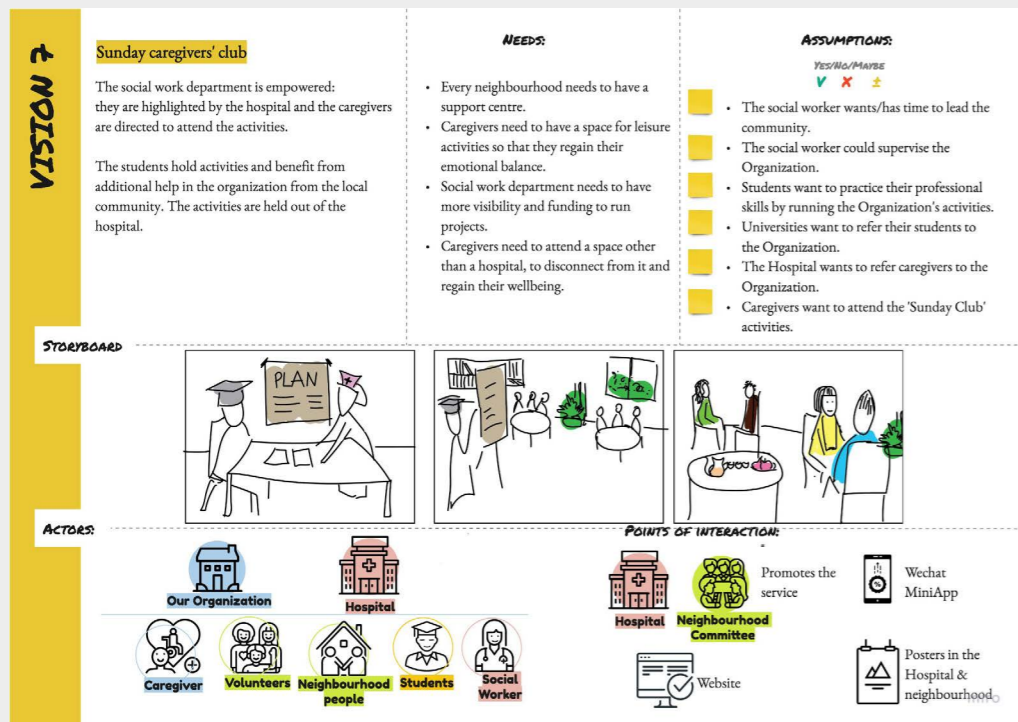 VISION 7
Sunday caregivers' club
The social work department is empowered:
they are highlighted by the hospital and the caregivers
are directed to attend the activities.
The students hold activities and benefit from
additional help in the organization from the local
community. The activities are held out of the
hospital.
NEEDS:
• Every neighbourhood needs to have a
support centre.
• Caregivers need to have a space for leisure
activities so that they regain their
emotional balance.
• Social work department needs to have
more visibility and funding to run
projects.
• Caregivers need to attend a space other
than a hospital, to disconnect from it and
regain their wellbeing.
ASSUMPTIONS:
YES/NO/MAYBE
V X ±
• The social worker wants/has time to lead the
community.
• The social worker could supervise the
Organization.
• Students want to practice their professional
skills by running the Organization's activities.
• Universities want to refer their students to
the Organization.
• The Hospital wants to refer caregivers to the
Organization.
• Caregivers want to attend the 'Sunday Club'
activities.
STORYBOARD
PLAN
ACTORS:
Our Organization
Hospital
Caregiver
Volunteers
Neighbourhood
people
Students
Social
Worker
POINTS OF INTERACTION:
Hospital
Neighbourhood
Committee
Promotes the
service
Wechat
MiniApp
Website
Posters in the
Hospital &
neighbourhood
miro